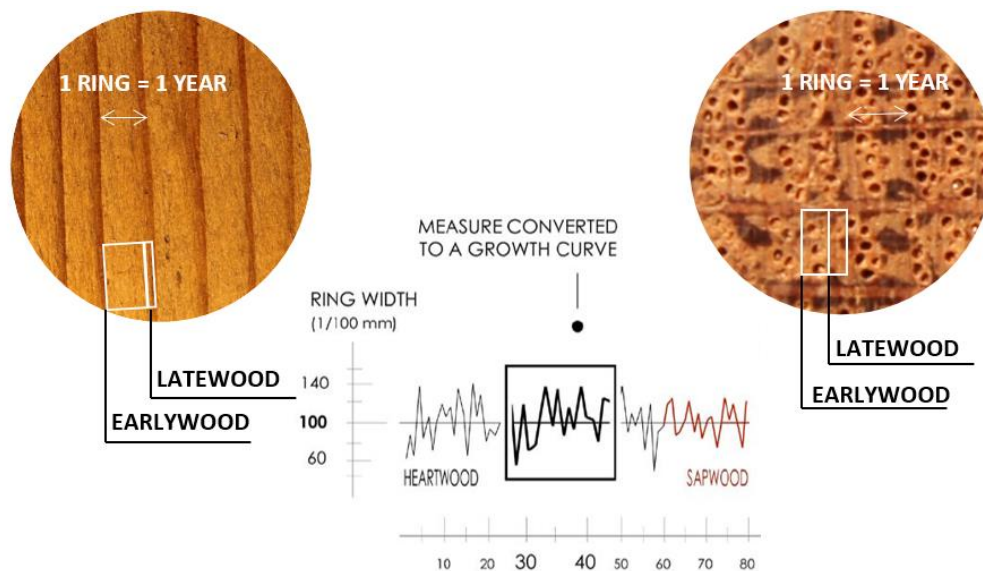 1 RING = 1 YEAR
1 RING = 1 YEAR
MEASURE CONVERTED
TO A GROWTH CURVE
RING WIDTH
(1/100 mm)
LATEWOOD
EARLYWOOD
LATEWOOD
EARLYWOOD
140
100
60
HEARTWOOD
SAPWOOD
10 20 30 40 50 60 70 80